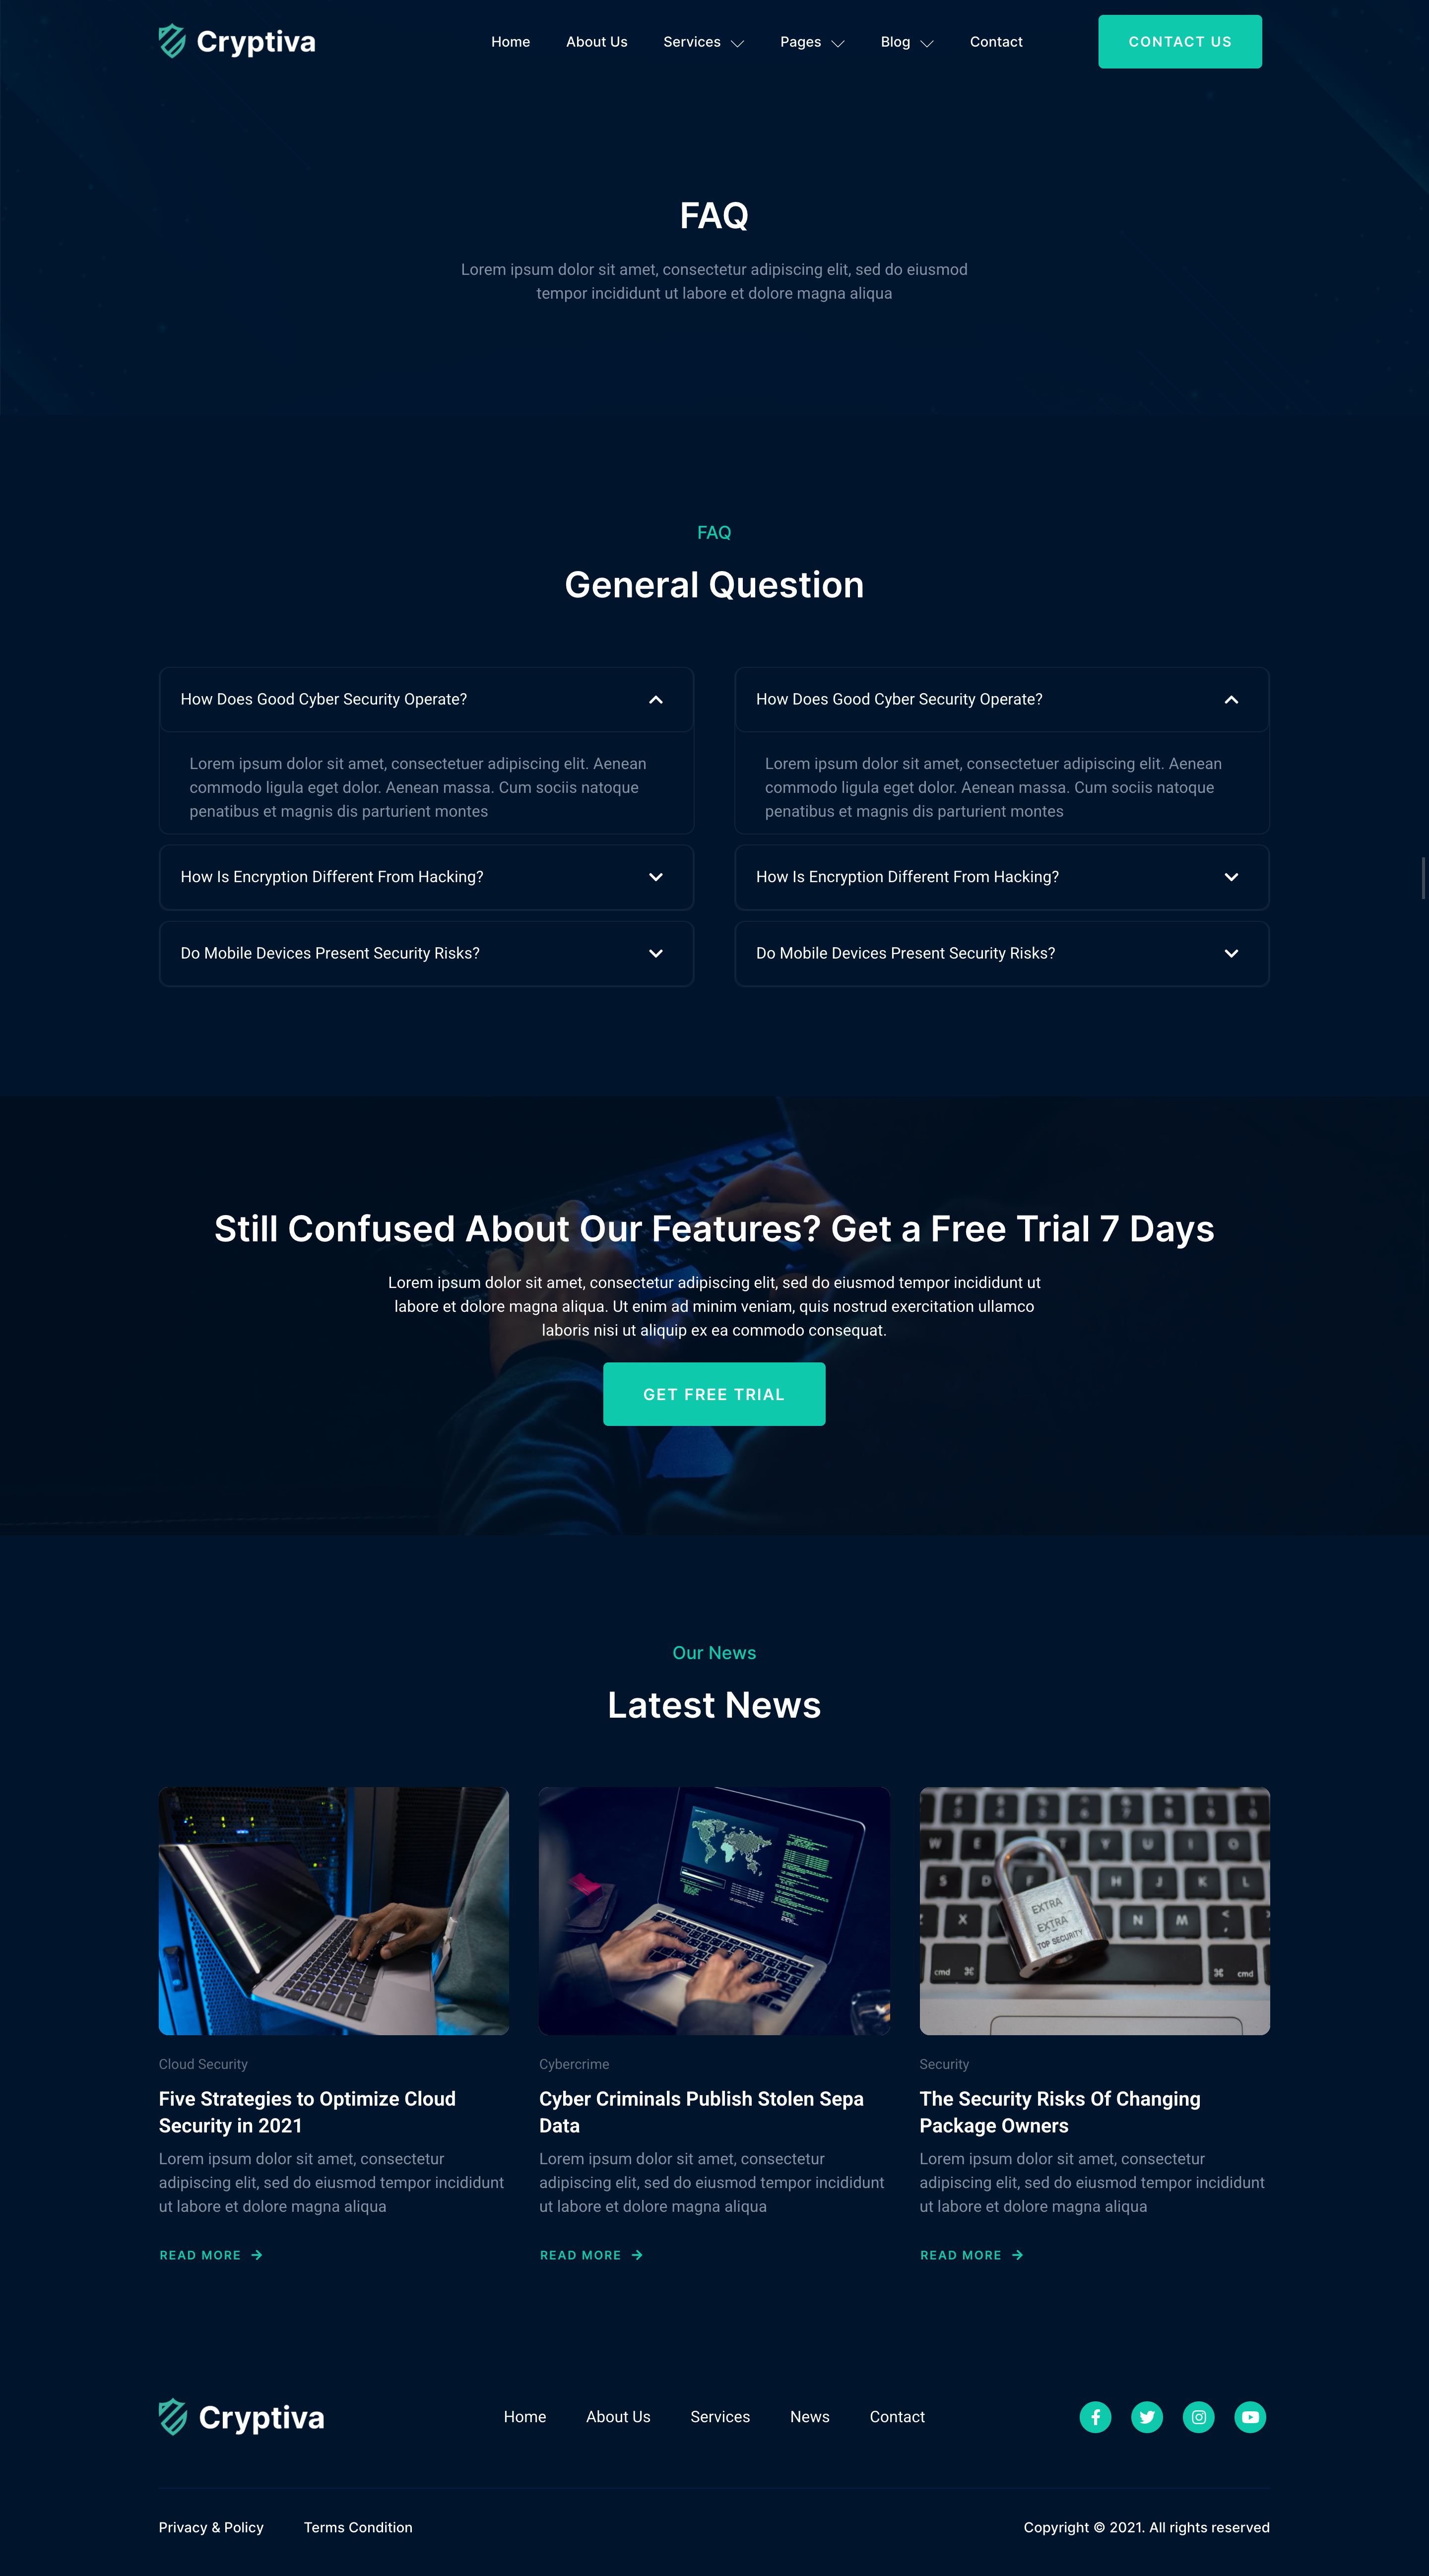 Cryptiva
Home About Us Services Pages Blog Contact
CONTACT US
FAQ
Lorem ipsum dolor sit amet, consectetur adipiscing elit, sed do eiusmod
tempor incididunt ut labore et dolore magna aliqua
FAQ
General Question
How Does Good Cyber Security Operate?
Lorem ipsum dolor sit amet, consectetuer adipiscing elit. Aenean
commodo ligula eget dolor. Aenean massa. Cum sociis natoque
penatibus et magnis dis parturient montes
How Is Encryption Different From Hacking?
Do Mobile Devices Present Security Risks?
How Does Good Cyber Security Operate?
Lorem ipsum dolor sit amet, consectetuer adipiscing elit. Aenean
commodo ligula eget dolor. Aenean massa. Cum sociis natoque
penatibus et magnis dis parturient montes
How Is Encryption Different From Hacking?
Do Mobile Devices Present Security Risks?
Still Confused About Our Features? Get a Free Trial 7 Days
Lorem ipsum dolor sit amet, consectetur adipiscing elit, sed do eiusmod tempor incididunt ut
labore et dolore magna aliqua. Ut enim ad minim veniam, quis nostrud exercitation ullamco
laboris nisi ut aliquip ex ea commodo consequat.
GET FREE TRIAL
Our News
Latest News
Cloud Security
Five Strategies to Optimize Cloud
Security in 2021
Lorem ipsum dolor sit amet, consectetur
adipiscing elit, sed do eiusmod tempor incididunt
ut labore et dolore magna aliqua
READ MORE
Cybercrime
Cyber Criminals Publish Stolen Sepa
Data
Lorem ipsum dolor sit amet, consectetur
adipiscing elit, sed do eiusmod tempor incididunt
ut labore et dolore magna aliqua
READ MORE
EXTRA
EXTRA
TOP SECURITY
cmd ⌘
⌘ cmd
Security
The Security Risks Of Changing
Package Owners
Lorem ipsum dolor sit amet, consectetur
adipiscing elit, sed do eiusmod tempor incididunt
ut labore et dolore magna aliqua
READ MORE
Cryptiva
Home About Us Services News Contact
Privacy & Policy Terms Condition
Copyright © 2021. All rights reserved